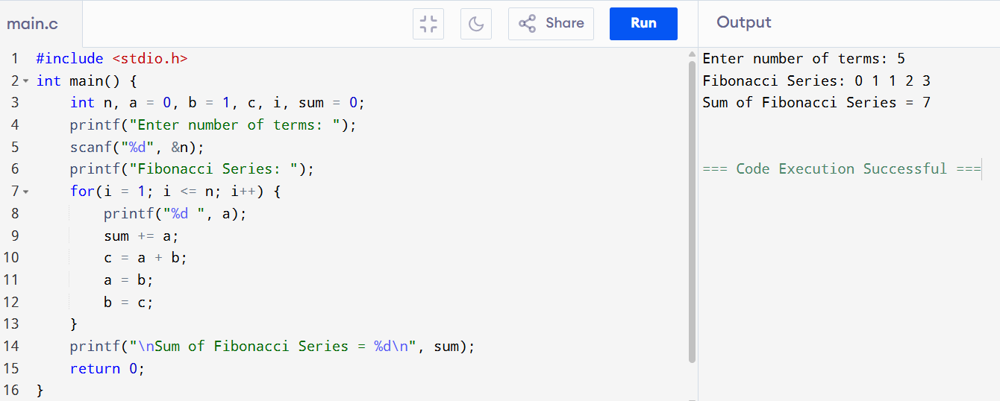 main.c
Share
Run
Output
1 #include <stdio.h>
2 int main() {
3     int n, a = 0, b = 1, c, i, sum = 0;
4     printf("Enter number of terms: ");
5     scanf("%d", &n);
6     printf("Fibonacci Series: ");
7     for(i = 1; i <= n; i++) {
8         printf("%d ", a);
9         sum += a;
10         c = a + b;
11         a = b;
12         b = c;
13     }
14     printf("\nSum of Fibonacci Series = %d\n", sum);
15     return 0;
16 }
Enter number of terms: 5
Fibonacci Series: 0 1 1 2 3
Sum of Fibonacci Series = 7
=== Code Execution Successful ===